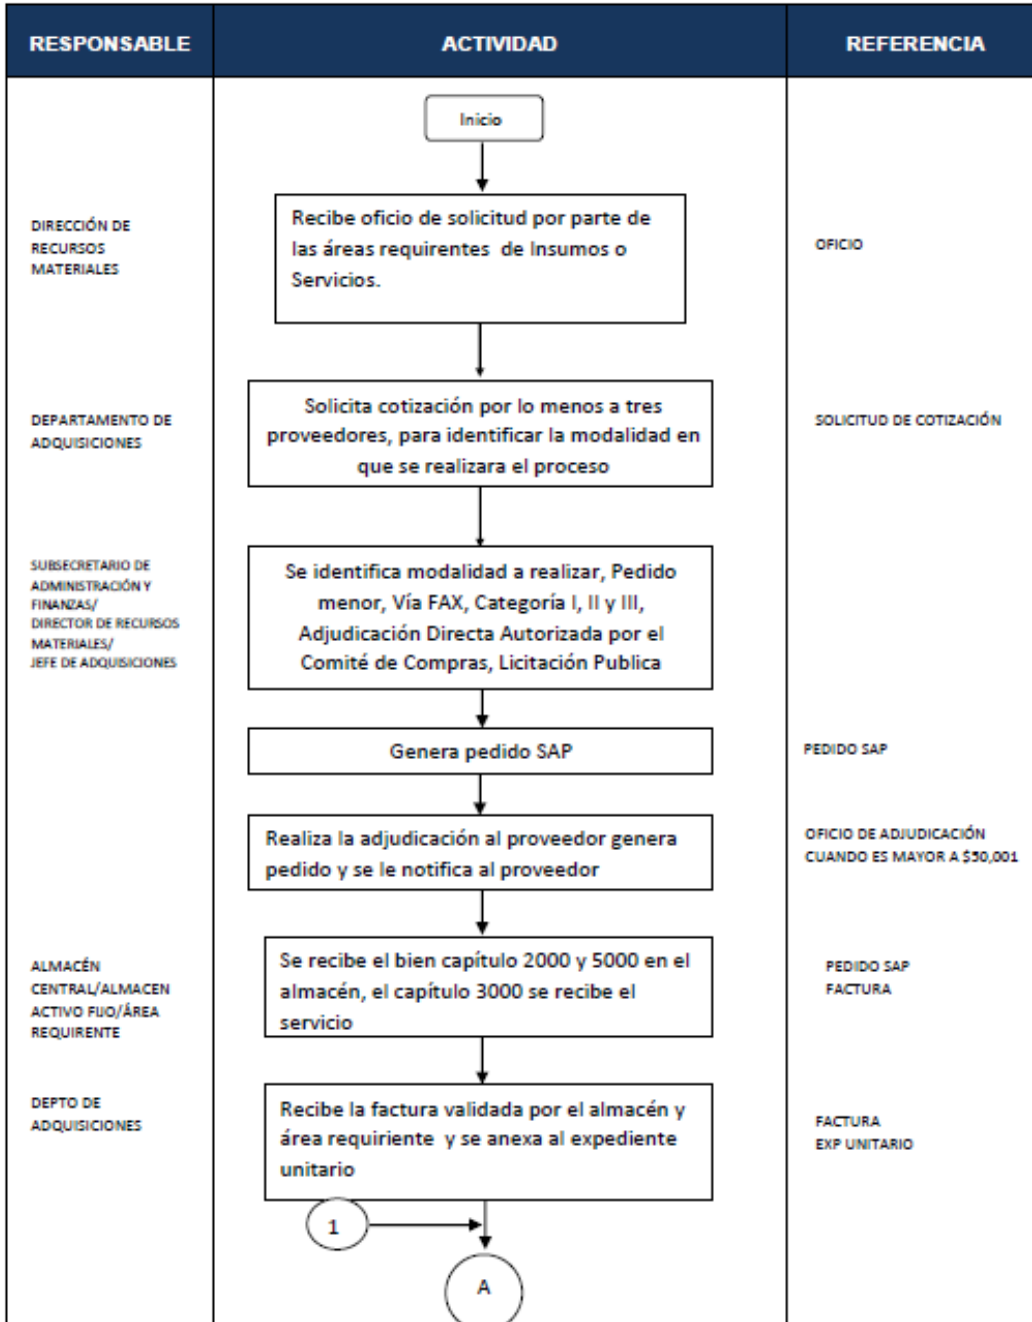 RESPONSABLE
ACTIVIDAD
REFERENCIA
Inicio
DIRECCIÓN DE
RECURSOS
MATERIALES
Recibe oficio de solicitud por parte de
las áreas requirentes de Insumos o
Servicios.
OFICIO
DEPARTAMENTO DE
ADQUISICIONES
Solicita cotización por lo menos a tres
proveedores, para identificar la modalidad en
que se realizara el proceso
SOLICITUD DE COTIZACIÓN
SUBSECRETARIO DE
ADMINISTRACIÓN Y
FINANZAS/
DIRECTOR DE RECURSOS
MATERIALES/
JEFE DE ADQUISICIONES
Se identifica modalidad a realizar, Pedido
menor, Vía FAX, Categoría I, II y III,
Adjudicación Directa Autorizada por el
Comité de Compras, Licitación Publica
Genera pedido SAP
PEDIDO SAP
Realiza la adjudicación al proveedor genera
pedido y se le notifica al proveedor
OFICIO DE ADJUDICACIÓN
CUANDO ES MAYOR A $50,001
ALMACÉN
CENTRAL/ALMACEN
ACTIVO FIJO/ÁREA
REQUIRENTE
Se recibe el bien capítulo 2000 y 5000 en el
almacén, el capítulo 3000 se recibe el
servicio
PEDIDO SAP
FACTURA
DEPTO DE
ADQUISICIONES
Recibe la factura validada por el almacén y
área requiriente y se anexa al expediente
unitario
FACTURA
EXP UNITARIO
1
A